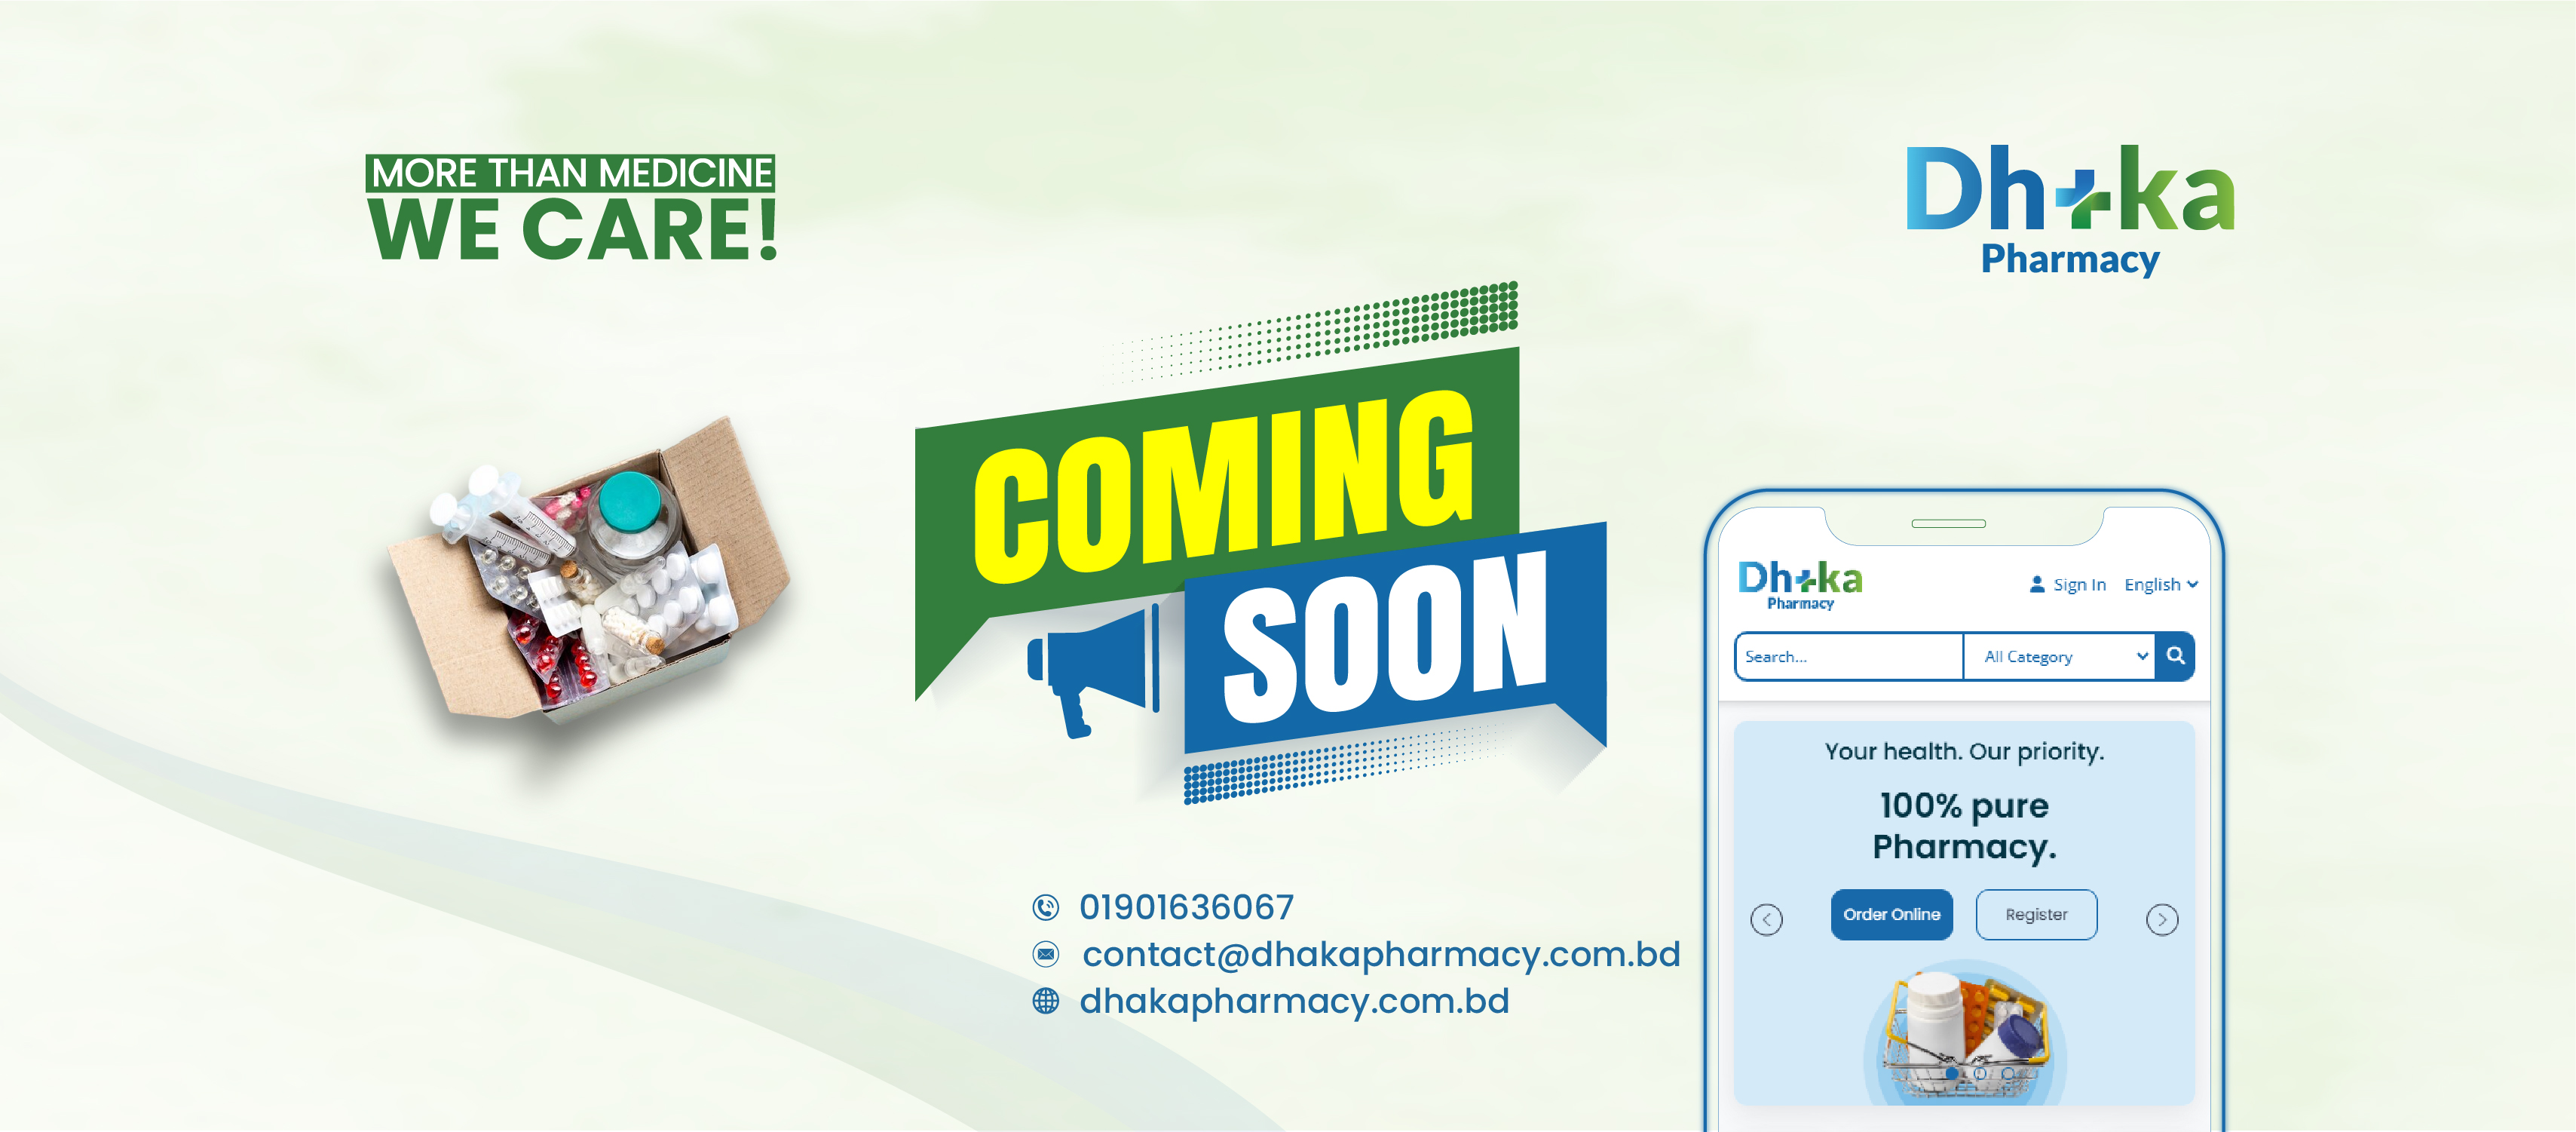 MORE THAN MEDICINE
WE CARE!
Dhaka
Pharmacy
COMING
SOON
01901636067
contact@dhakapharmacy.com.bd
dhakapharmacy.com.bd
Dhaka
Pharmacy
Sign In English
Search... All Category
Your health. Our priority.
100% pure
Pharmacy.
Order Online Register